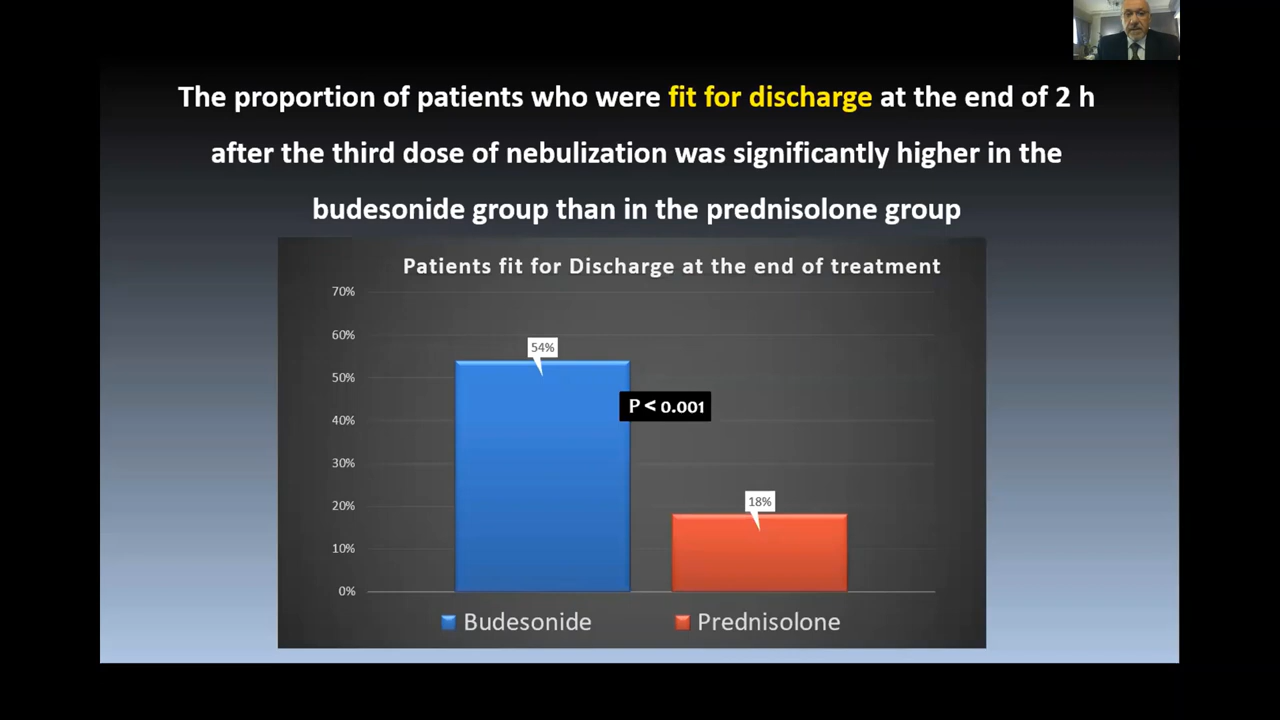 The proportion of patients who were fit for discharge at the end of 2 h
after the third dose of nebulization was significantly higher in the
budesonide group than in the prednisolone group
Patients fit for Discharge at the end of treatment
70%
60%
50%
40%
30%
20%
10%
0%
54%
P < 0.001
18%
Budesonide
Prednisolone